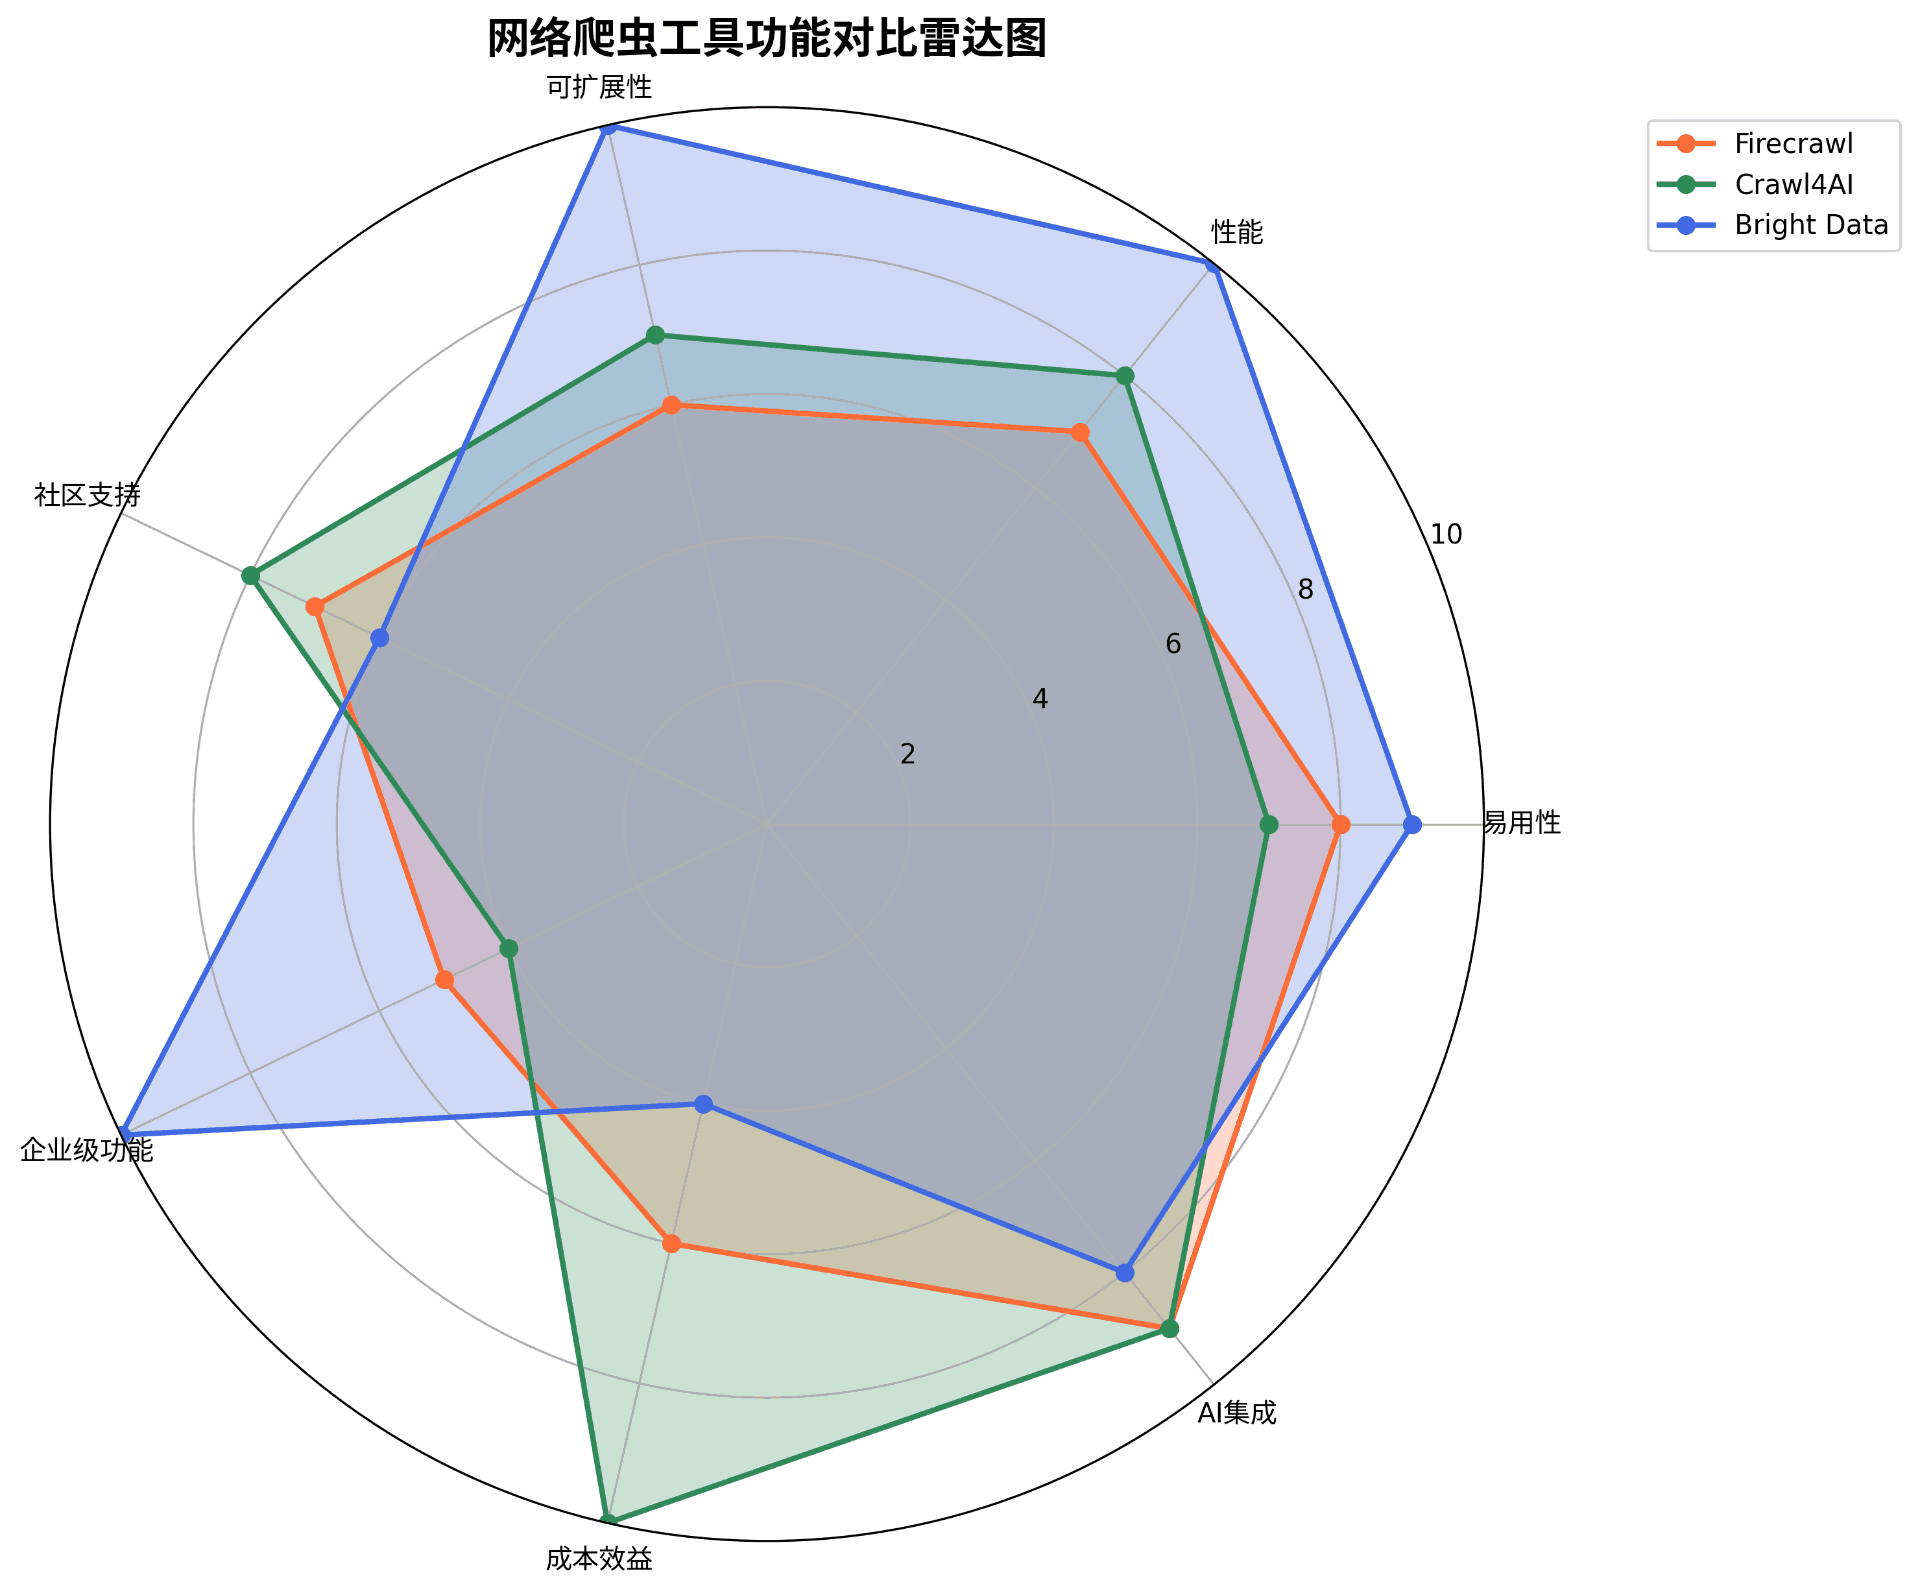 网络爬虫工具功能对比雷达图
可扩展性
Firecrawl
Crawl4AI
Bright Data
性能
社区支持
10
8
6
4
2
易用性
企业级功能
AI集成
成本效益